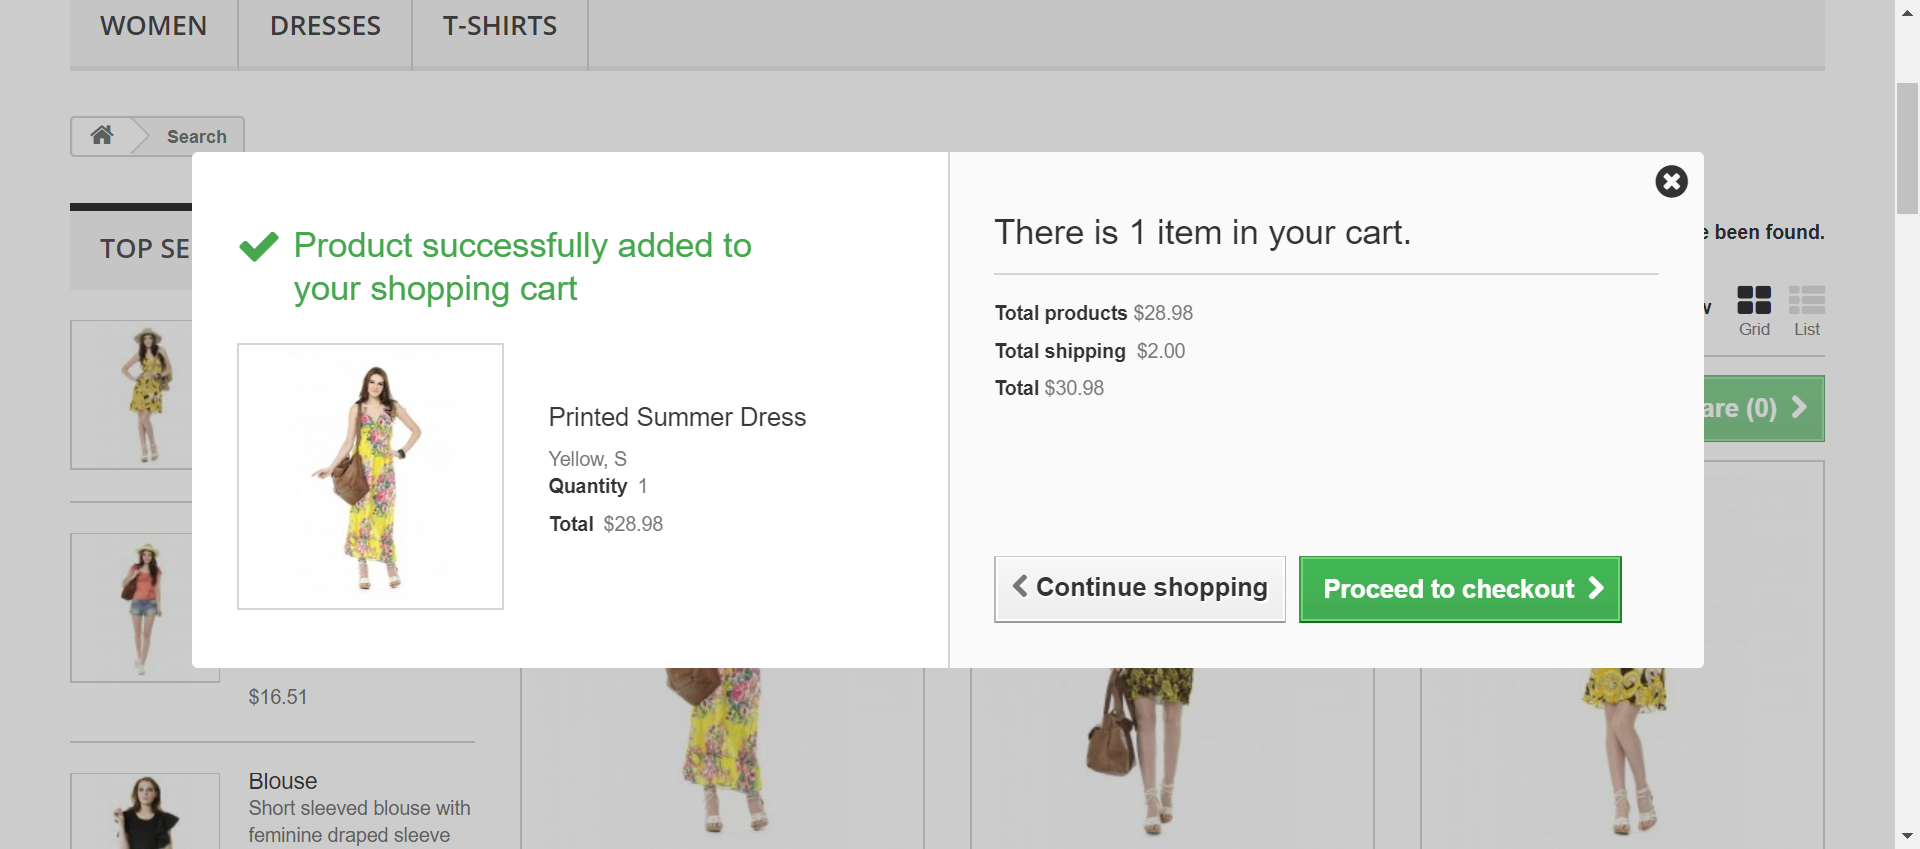 WOMEN
DRESSES
T-SHIRTS
Search
TOP SE
been found.
Grid
List
are (0)
Product successfully added to
your shopping cart
Printed Summer Dress
Yellow, S
Quantity 1
Total $28.98
There is 1 item in your cart.
Total products $28.98
Total shipping $2.00
Total $30.98
Continue shopping
Proceed to checkout
$16.51
Blouse
Short sleeved blouse with
feminine draped sleeve